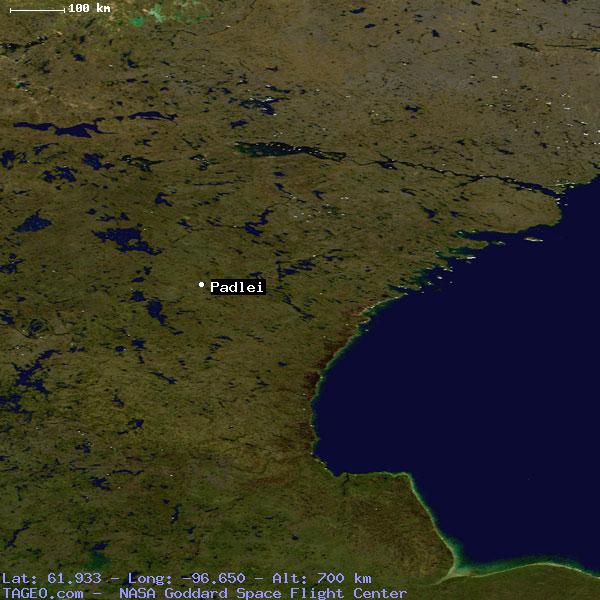 100 km
Padlei
Lat: 61.933 - Long: -96.650 - Alt: 700 km
TAGEO.com - NASA Goddard Space Flight Center